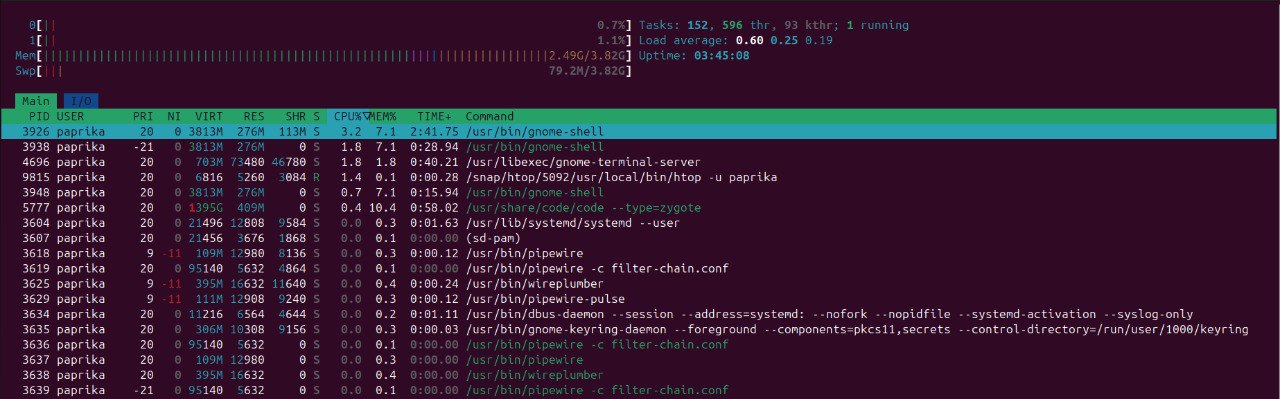 0[|| 0.7%] Tasks: 152, 596 thr, 93 kthr; 1 running
1[|| 1.1%] Load average: 0.60 0.25 0.19
Mem[||||||||||||||||||||||||||||||||||||||||||||||||||||||||||||||||||||||||||||||||2.49G/3.82G] Uptime: 03:45:08
Swp[||| 79.2M/3.82G]
Main I/O
PID USER PRI NI VIRT RES SHR S CPU%▽MEM% TIME+ Command
3926 paprika 20 0 3813M 276M 113M S 3.2 7.1 2:41.75 /usr/bin/gnome-shell
3938 paprika -21 0 3813M 276M 0 S 1.8 7.1 0:28.94 /usr/bin/gnome-shell
4696 paprika 20 0 703M 73480 46780 S 1.8 1.8 0:40.21 /usr/libexec/gnome-terminal-server
9815 paprika 20 0 6816 5260 3084 R 1.4 0.1 0:00.28 /snap/htop/5092/usr/local/bin/htop -u paprika
3948 paprika 20 0 3813M 276M 0 S 0.7 7.1 0:15.94 /usr/bin/gnome-shell
5777 paprika 20 0 1395G 409M 0 S 0.4 10.4 0:58.02 /usr/share/code/code --type=zygote
3604 paprika 20 0 21496 12808 9584 S 0.0 0.3 0:01.63 /usr/lib/systemd/systemd --user
3607 paprika 20 0 21456 3676 1868 S 0.0 0.1 0:00.00 (sd-pam)
3618 paprika 9 -11 109M 12980 8136 S 0.0 0.3 0:00.12 /usr/bin/pipewire
3619 paprika 20 0 95140 5632 4864 S 0.0 0.1 0:00.00 /usr/bin/pipewire -c filter-chain.conf
3625 paprika 9 -11 395M 16632 11640 S 0.0 0.4 0:00.24 /usr/bin/wireplumber
3629 paprika 9 -11 111M 12908 9240 S 0.0 0.3 0:00.12 /usr/bin/pipewire-pulse
3634 paprika 20 0 11216 6564 4644 S 0.0 0.2 0:01.11 /usr/bin/dbus-daemon --session --address=systemd: --nofork --nopidfile --systemd-activation --syslog-only
3635 paprika 20 0 306M 10308 9156 S 0.0 0.3 0:00.03 /usr/bin/gnome-keyring-daemon --foreground --components=pkcs11,secrets --control-directory=/run/user/1000/keyring
3636 paprika 20 0 95140 5632 0 S 0.0 0.1 0:00.00 /usr/bin/pipewire -c filter-chain.conf
3637 paprika 20 0 109M 12980 0 S 0.0 0.3 0:00.00 /usr/bin/pipewire
3638 paprika 20 0 395M 16632 0 S 0.0 0.4 0:00.00 /usr/bin/wireplumber
3639 paprika -21 0 95140 5632 0 S 0.0 0.1 0:00.00 /usr/bin/pipewire -c filter-chain.conf